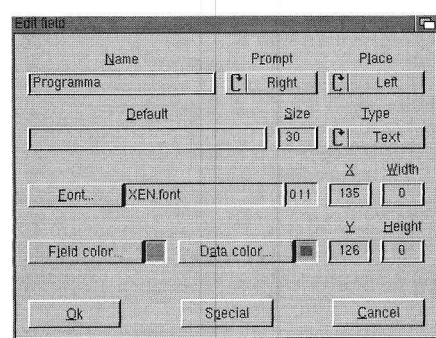 Edit field
Name Prompt Place
Programma Right Left
Default Size Type
30 Text
X Width
Font... XEN.font 011 135 0
Y Height
Field color... Data color... 126 0
Ok Special Cancel